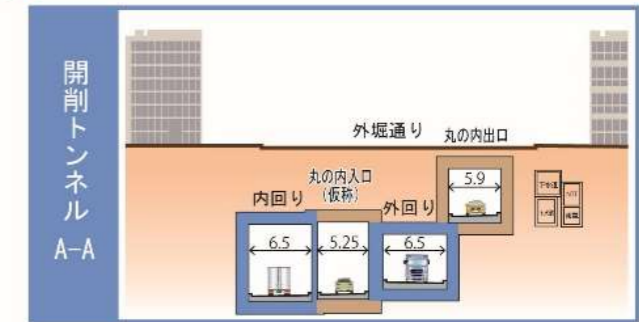 開削トンネル
A-A
外堀通り
丸の内出口
5.9
丸の内入口
(仮称)
内回り
外回り
6.5
5.25
6.5
下水道